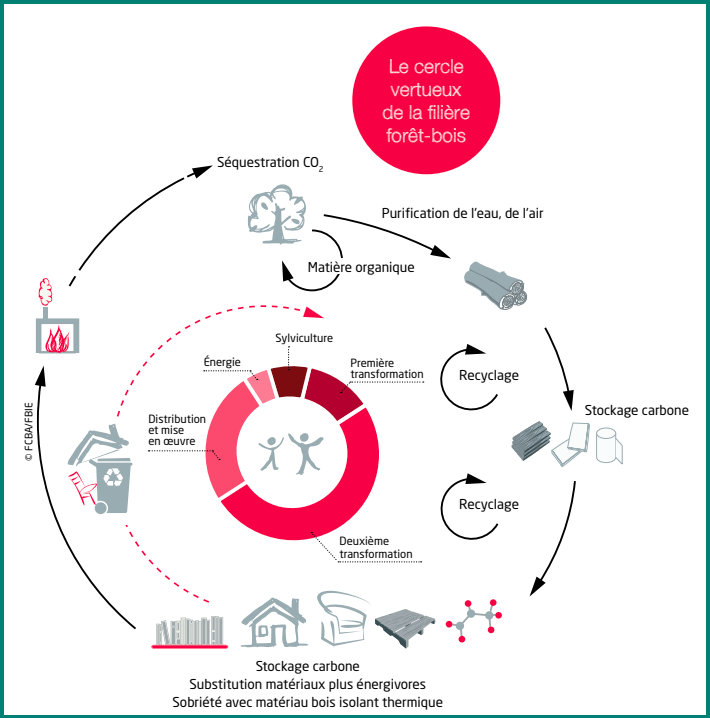 Le cercle
vertueux
de la filière
forêt-bois
Séquestration CO₂
Purification de l'eau, de l'air
Matière organique
Sylviculture
Énergie
Première
transformation
Recyclage
Stockage carbone
Distribution
et mise
en œuvre
© FCBA/FBIE
Recyclage
Deuxième
transformation
Stockage carbone
Substitution matériaux plus énergivores
Sobriété avec matériau bois isolant thermique